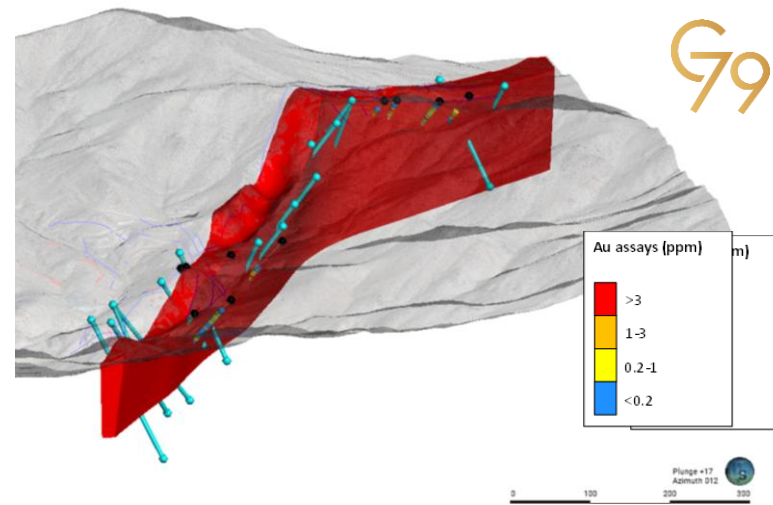 G79
Au assays (ppm)
m)
>3
1-3
0.2-1
<0.2
Plunge +17
Azimuth 012
S
0 100 200 300